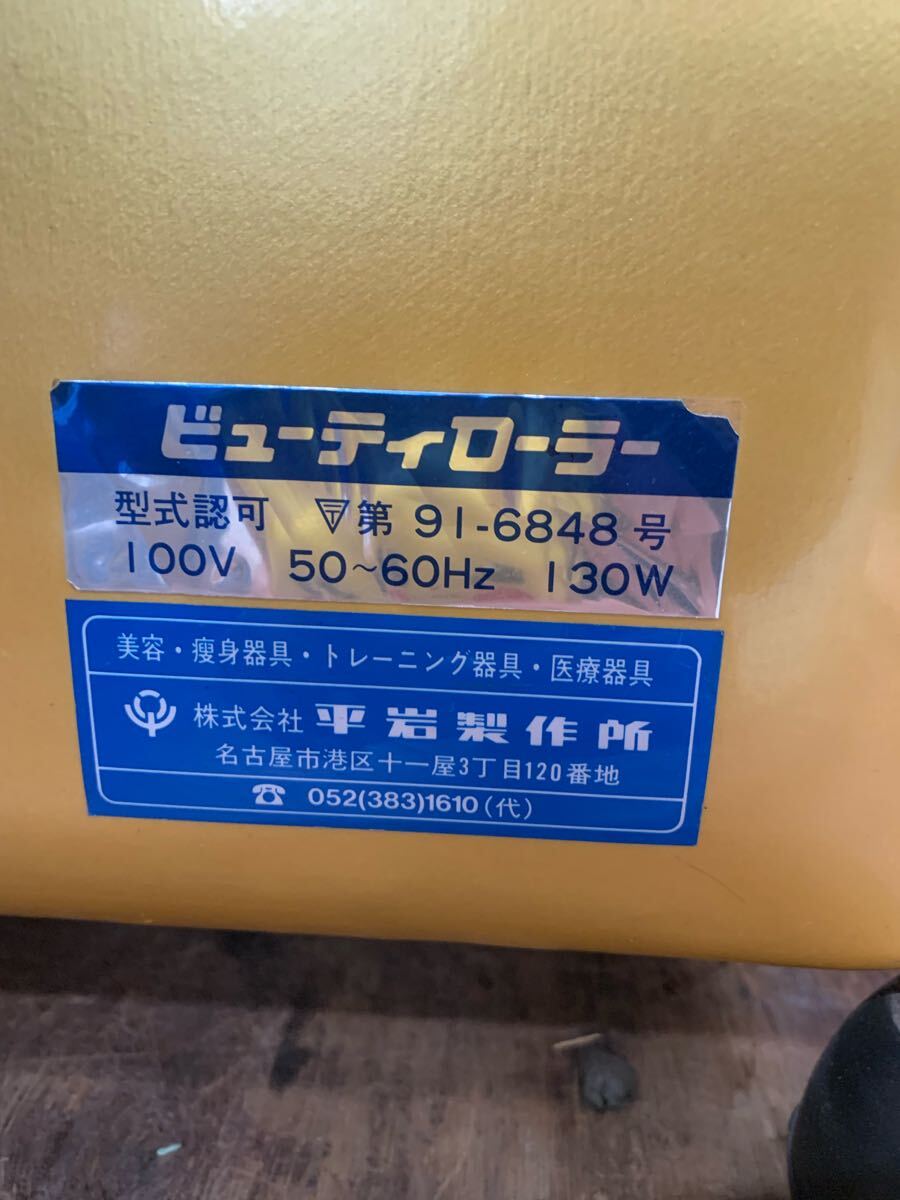 ビューティローラー
型式認可 〒第 91-6848 号
100V 50~60Hz 130W
美容・痩身器具・トレーニング器具・医療器具
株式会社 平岩製作所
名古屋市港区十一屋3丁目120番地
☎ 052(383)1610(代)